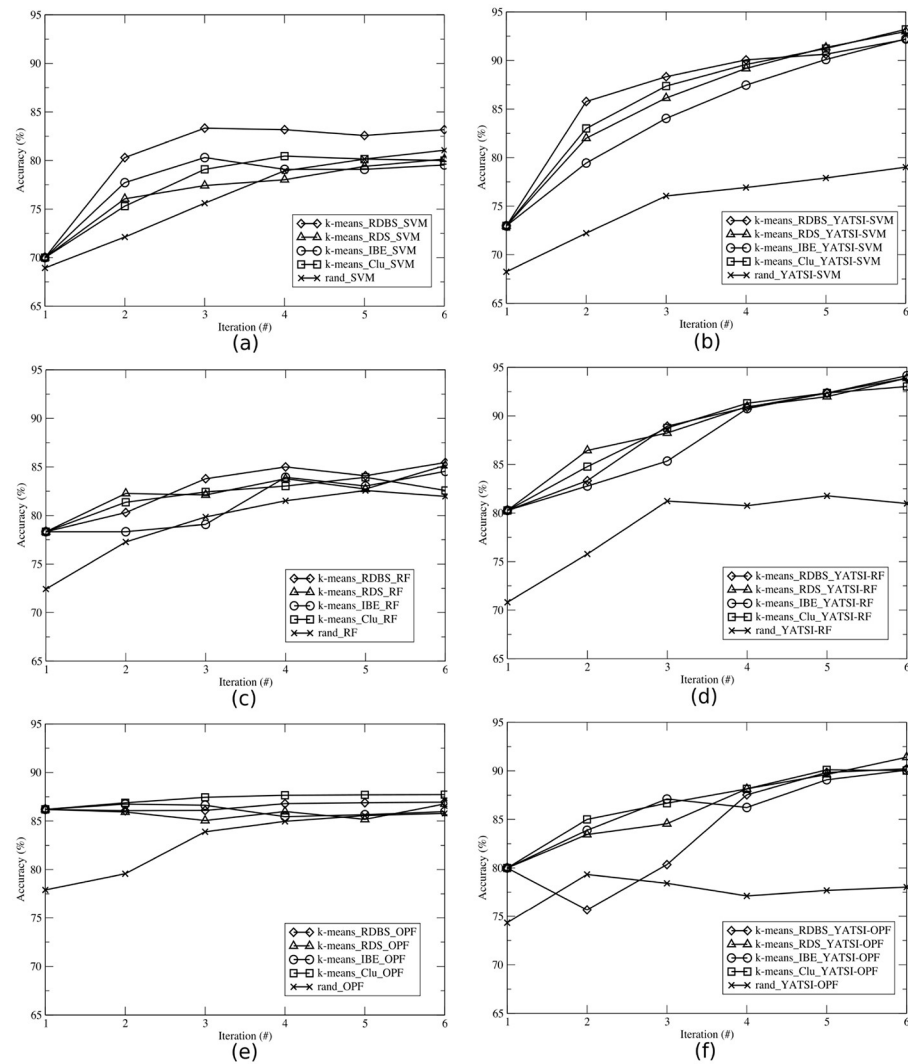 95
90
85
80
75
70
65
Accuracy (%)
1 2 3 4 5 6
Iteration (#)
k-means_RDBS_SVM
k-means_RDS_SVM
k-means_IBE_SVM
k-means_Clu_SVM
rand_SVM
(a)
95
90
85
80
75
70
65
Accuracy (%)
1 2 3 4 5 6
Iteration (#)
k-means_RDBS_YATSI-SVM
k-means_RDS_YATSI-SVM
k-means_IBE_YATSI-SVM
k-means_Clu_YATSI-SVM
rand_YATSI-SVM
(b)
95
90
85
80
75
70
65
Accuracy (%)
1 2 3 4 5 6
Iteration (#)
k-means_RDBS_RF
k-means_RDS_RF
k-means_IBE_RF
k-means_Clu_RF
rand_RF
(c)
95
90
85
80
75
70
65
Accuracy (%)
1 2 3 4 5 6
Iteration (#)
k-means_RDBS_YATSI-RF
k-means_RDS_YATSI-RF
k-means_IBE_YATSI-RF
k-means_Clu_YATSI-RF
rand_YATSI-RF
(d)
95
90
85
80
75
70
65
Accuracy (%)
1 2 3 4 5 6
Iteration (#)
k-means_RDBS_OPF
k-means_RDS_OPF
k-means_IBE_OPF
k-means_Clu_OPF
rand_OPF
(e)
95
90
85
80
75
70
65
Accuracy (%)
1 2 3 4 5 6
Iteration (#)
k-means_RDBS_YATSI-OPF
k-means_RDS_YATSI-OPF
k-means_IBE_YATSI-OPF
k-means_Clu_YATSI-OPF
rand_YATSI-OPF
(f)